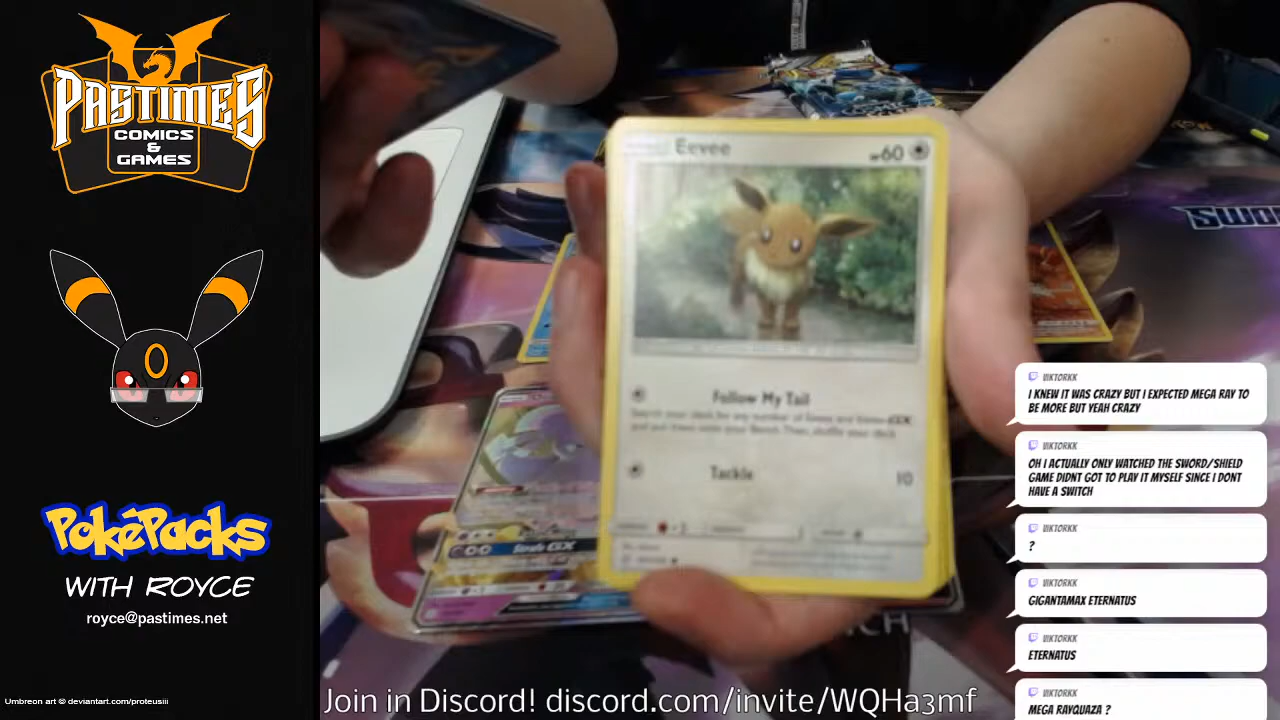 PASTIMES
COMICS
&
GAMES
PokéPacks
WITH ROYCE
royce@pastimes.net
Umbreon art © deviantart.com/proteusiii
Eevee
60
Follow My Tail
Tackle 10
GX
VIKTORKK
I KNEW IT WAS CRAZY BUT I EXPECTED MEGA RAY TO
BE MORE BUT YEAH CRAZY
VIKTORKK
OH I ACTUALLY ONLY WATCHED THE SWORD/SHIELD
GAME DIDNT GOT TO PLAY IT MYSELF SINCE I DONT
HAVE A SWITCH
VIKTORKK
?
VIKTORKK
GIGANTAMAX ETERNATUS
VIKTORKK
ETERNATUS
VIKTORKK
MEGA RAYQUAZA ?
Join in Discord! discord.com/invite/WQHa3mf